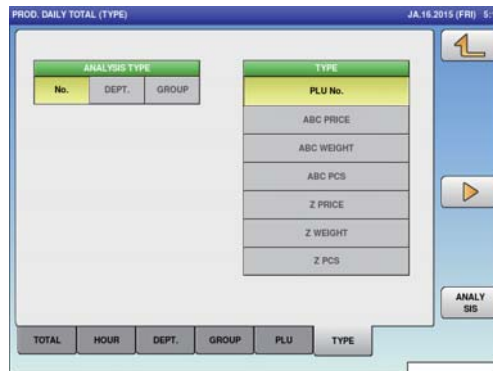 PROD. DAILY TOTAL (TYPE) JA.16.2015 (FRI) 5:
ANALYSIS TYPE
No. DEPT. GROUP
TYPE
PLU No.
ABC PRICE
ABC WEIGHT
ABC PCS
Z PRICE
Z WEIGHT
Z PCS
ANALY
SIS
TOTAL HOUR DEPT. GROUP PLU TYPE